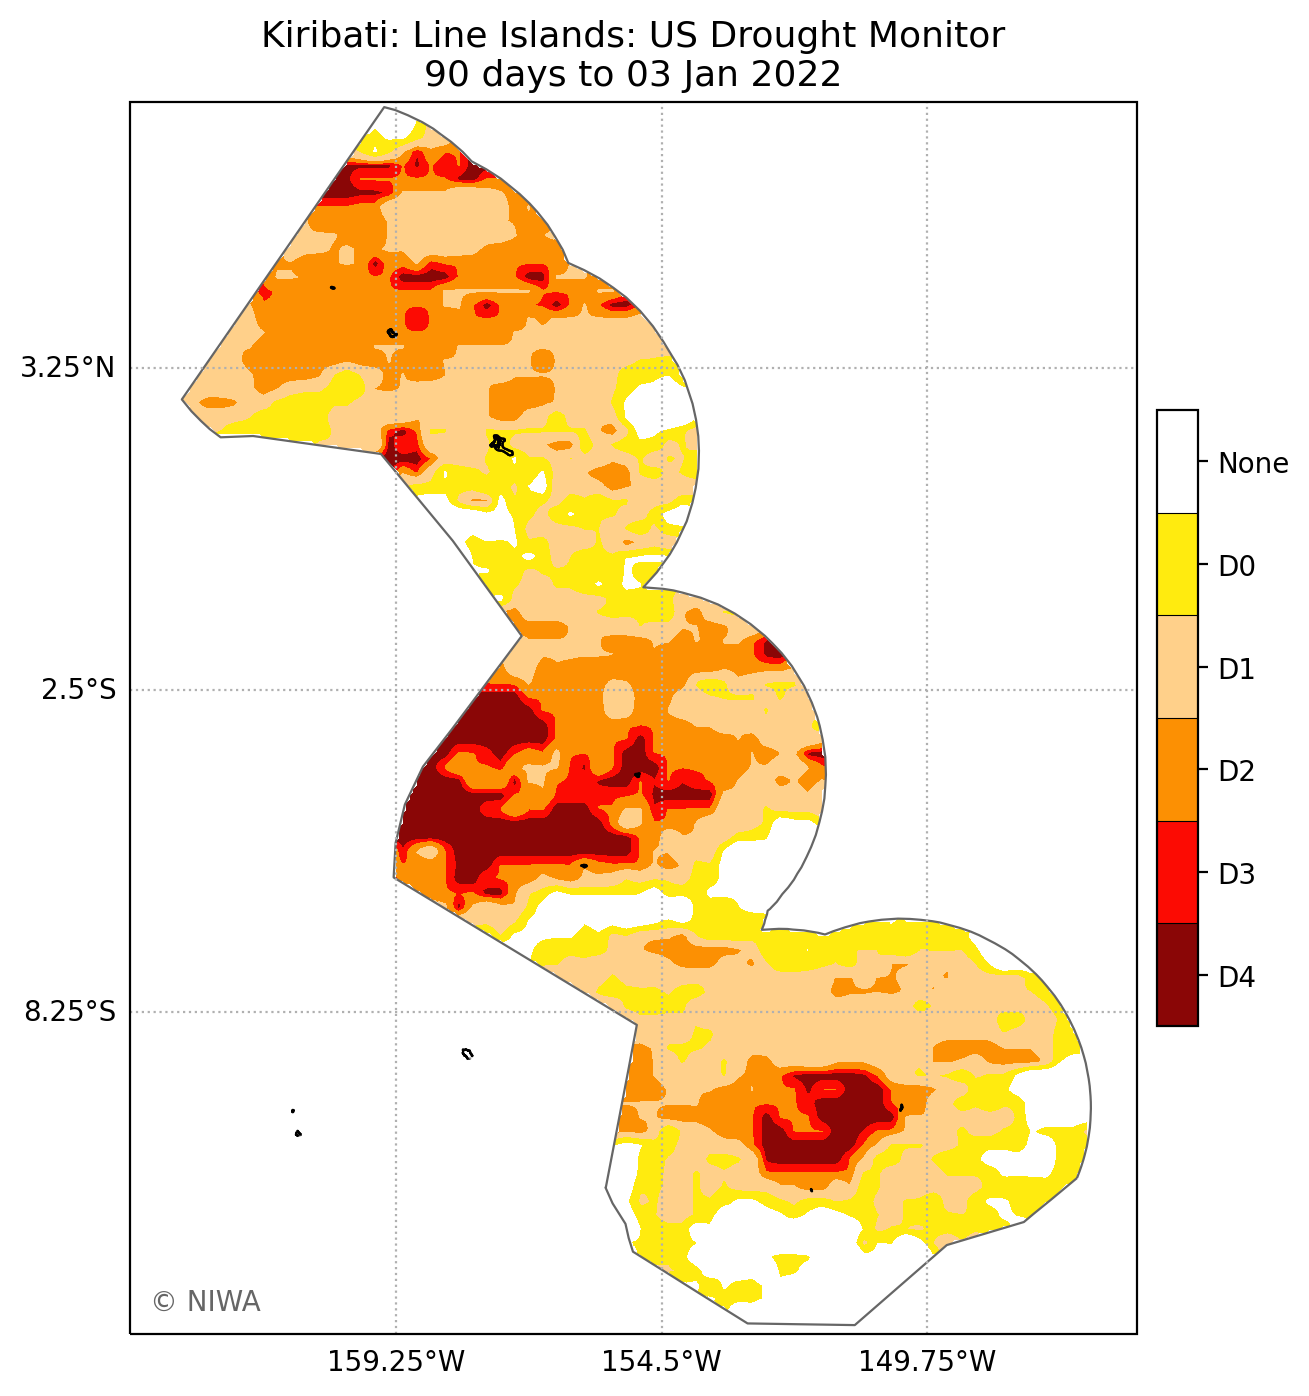 Kiribati: Line Islands: US Drought Monitor
90 days to 03 Jan 2022
3.25°N
2.5°S
8.25°S
159.25°W
154.5°W
149.75°W
None
D0
D1
D2
D3
D4
© NIWA